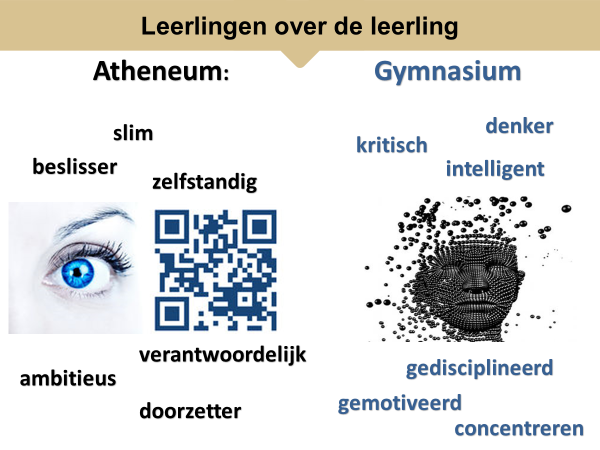 Leerlingen over de leerling
Atheneum:
slim
beslisser
zelfstandig
verantwoordelijk
ambitieus
doorzetter
Gymnasium
denker
kritisch
intelligent
gedisciplineerd
gemotiveerd
concentreren